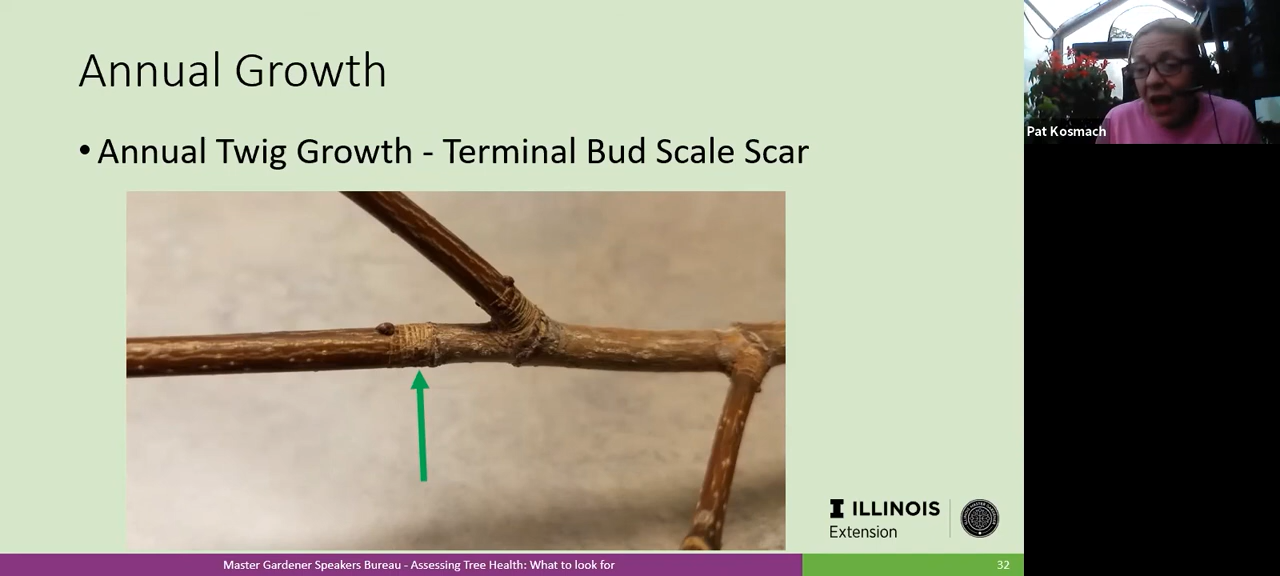 Annual Growth
• Annual Twig Growth - Terminal Bud Scale Scar
ILLINOIS
Extension
Master Gardener Speakers Bureau - Assessing Tree Health: What to look for
32
Pat Kosmach